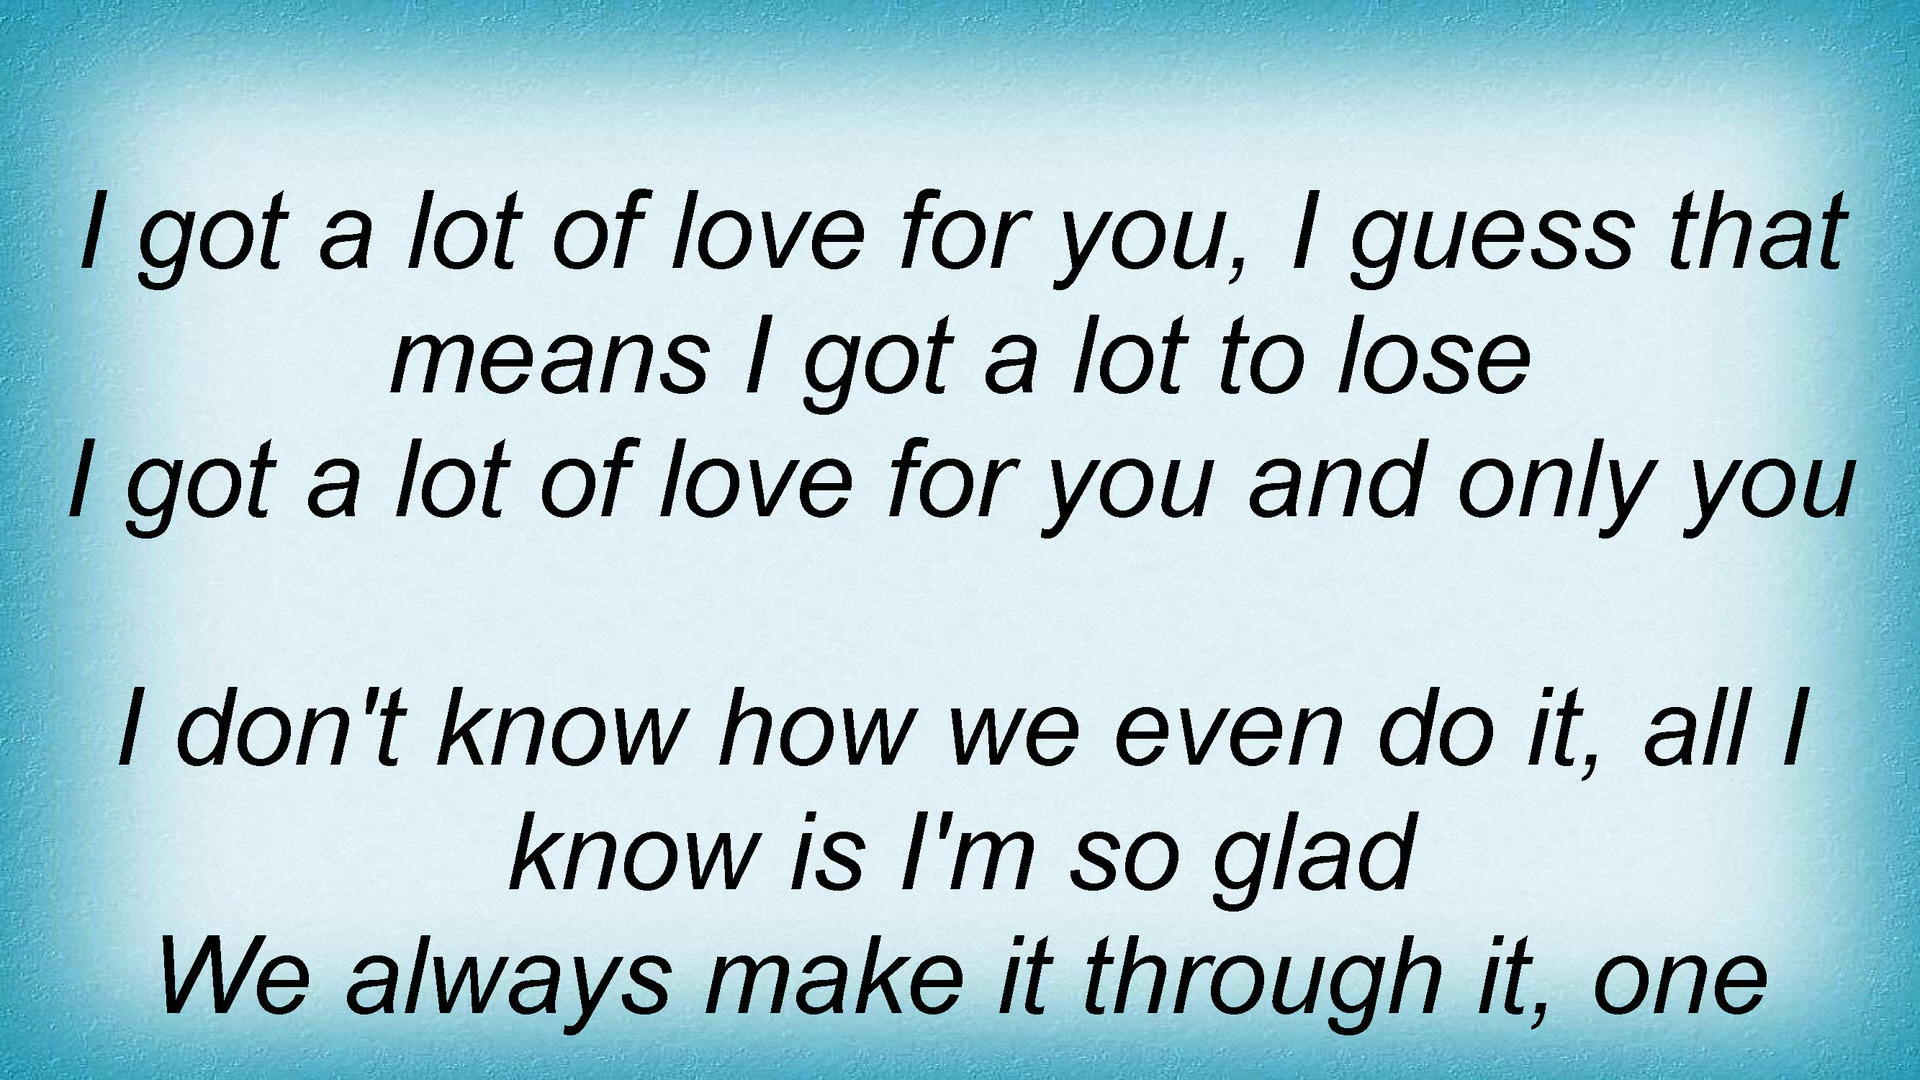 I got a lot of love for you, I guess that
means I got a lot to lose
I got a lot of love for you and only you
I don't know how we even do it, all I
know is I'm so glad
We always make it through it, one